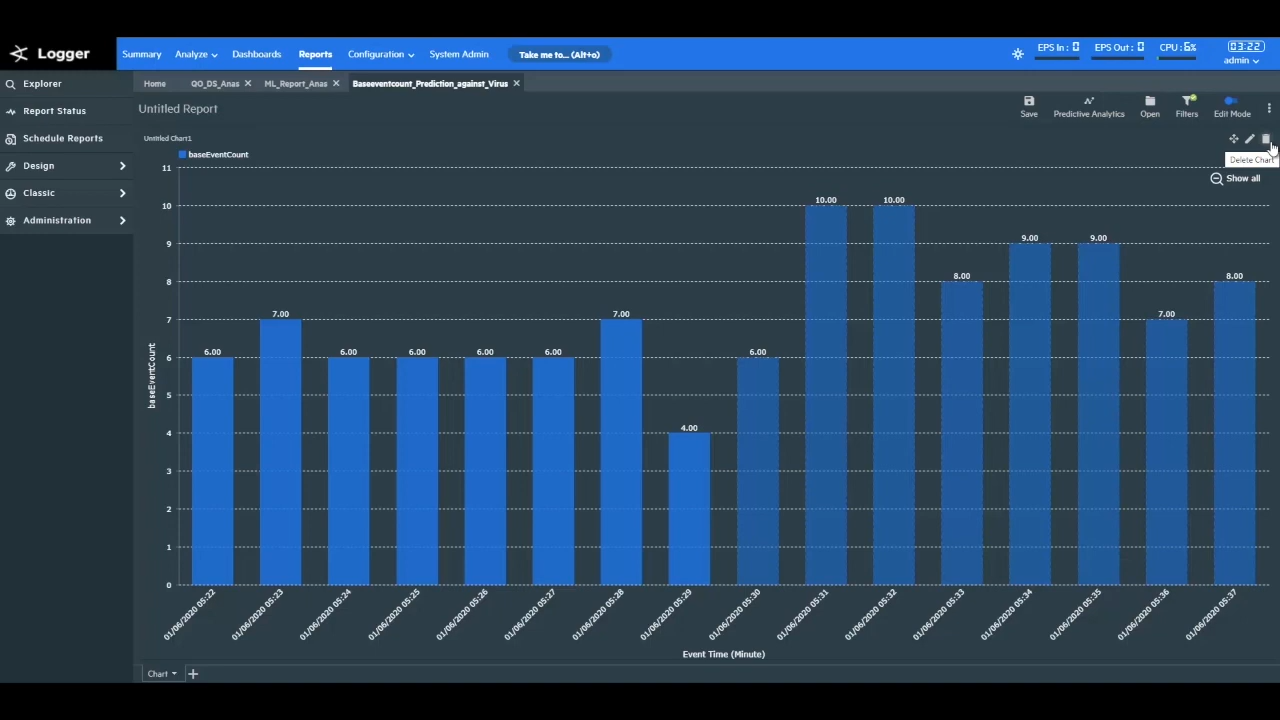 Logger
Summary Analyze Dashboards Reports Configuration System Admin Take me to... (Alt+o)
EPS In : 0 EPS Out : 0 CPU : 6% 03:22
admin
Explorer
Report Status
Schedule Reports
Design
Classic
Administration
Home QO_DS_Anas ML_Report_Anas Baseeventcount_Prediction_against_Virus
Untitled Report
Save Predictive Analytics Open Filters Edit Mode
Untitled Chart1
Delete Chart
baseEventCount
Show all
11
10
9
8
7
6
5
4
3
2
1
0
baseEventCount
6.00 7.00 6.00 6.00 6.00 6.00 7.00 4.00 6.00 10.00 10.00 8.00 9.00 9.00 7.00 8.00
01/06/2020 05:22
01/06/2020 05:23
01/06/2020 05:24
01/06/2020 05:25
01/06/2020 05:26
01/06/2020 05:27
01/06/2020 05:28
01/06/2020 05:29
01/06/2020 05:30
01/06/2020 05:31
01/06/2020 05:32
01/06/2020 05:33
01/06/2020 05:34
01/06/2020 05:35
01/06/2020 05:36
01/06/2020 05:37
Event Time (Minute)
Chart